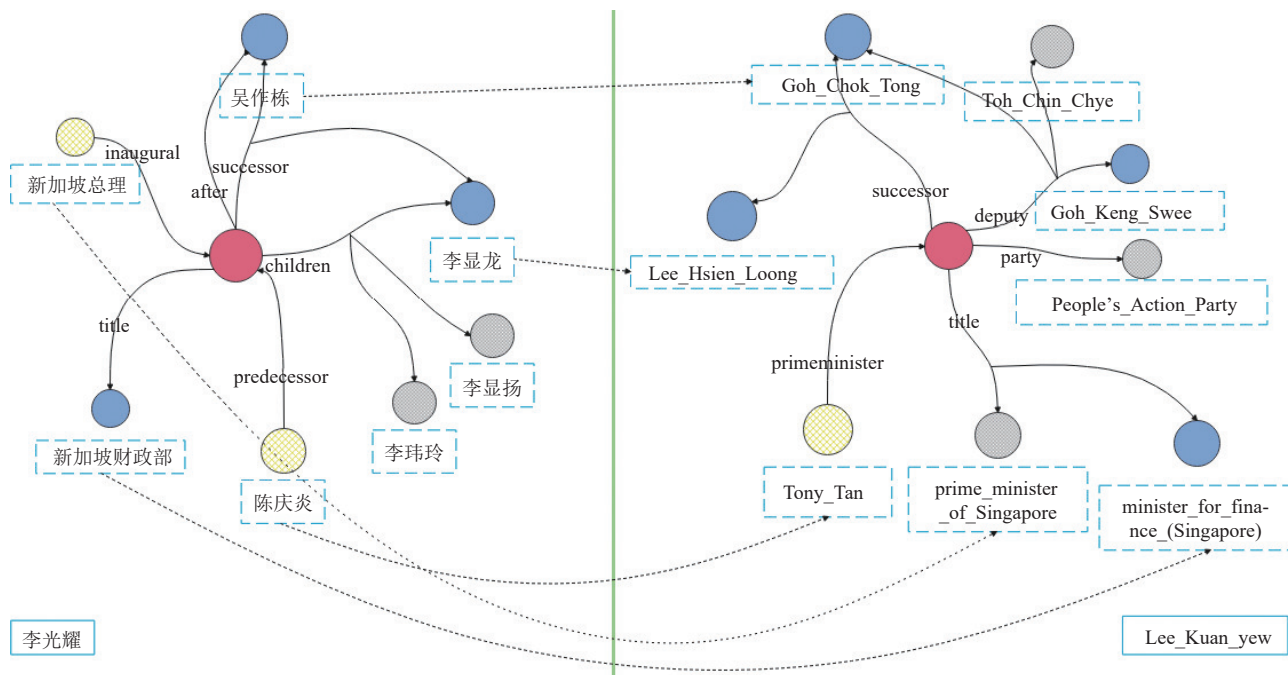 吴作栋
inaugural
新加坡总理
successor
after
李显龙
children
title
李显扬
predecessor
李玮玲
新加坡财政部
陈庆炎
李光耀
Goh_Chok_Tong
Toh_Chin_Chye
successor
deputy
Goh_Keng_Swee
Lee_Hsien_Loong
party
People’s_Action_Party
title
primeminister
Tony_Tan
prime_minister
_of_Singapore
minister_for_fina-
nce_(Singapore)
Lee_Kuan_yew